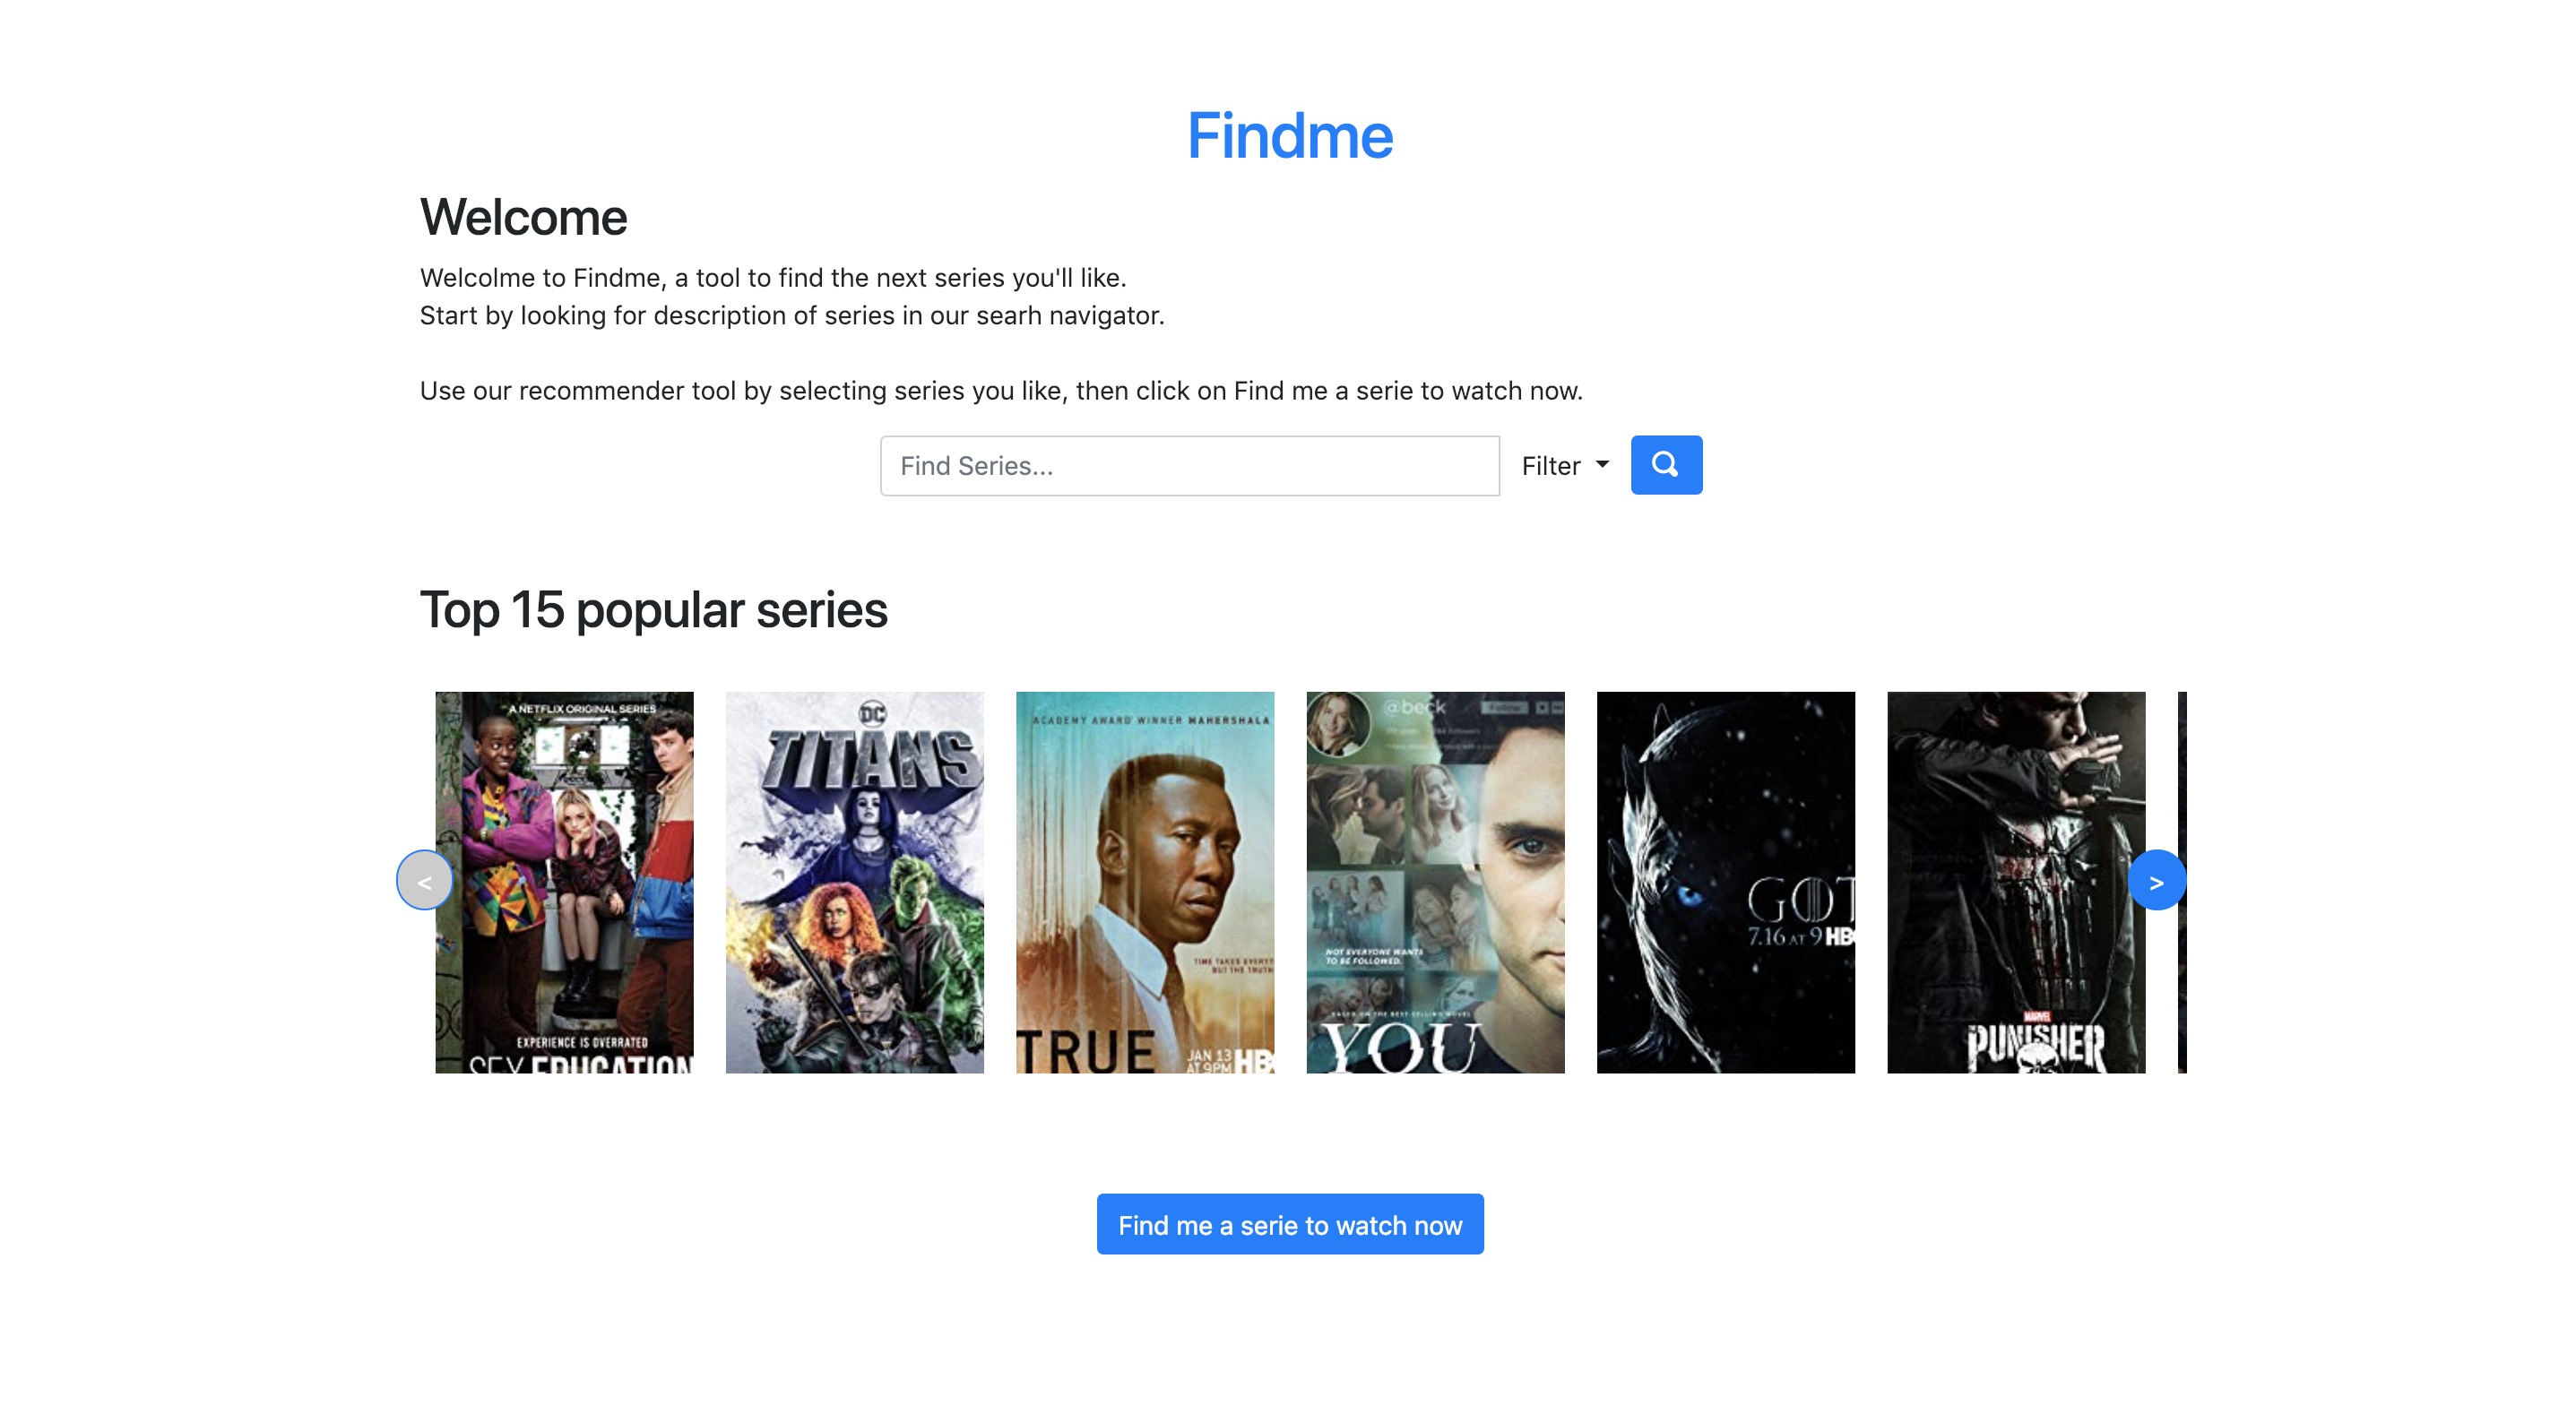 Findme
Welcome
Welcolme to Findme, a tool to find the next series you'll like.
Start by looking for description of series in our searh navigator.
Use our recommender tool by selecting series you like, then click on Find me a serie to watch now.
Find Series...
Filter
Top 15 popular series
A NETFLIX ORIGINAL SERIES
EXPERIENCE IS OVERRATED
SEX EDUCATION
DC
TITANS
ACADEMY AWARD WINNER MAHERSHALA
TIME TAKES EVERYT
BUT THE TRUTH
TRUE
JAN 13
AT 9PM HBO
@beck
Follow
NOT EVERYONE WANTS
TO BE FOLLOWED.
BASED ON THE BEST-SELLING NOVEL
YOU
GOT
7.16 AT 9 HBO
MARVEL
PUNISHER
<
>
Find me a serie to watch now